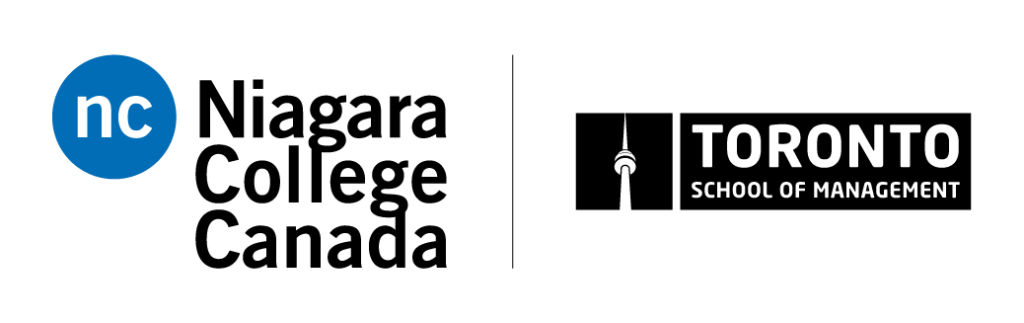 nc
Niagara
College
Canada
TORONTO
SCHOOL OF MANAGEMENT